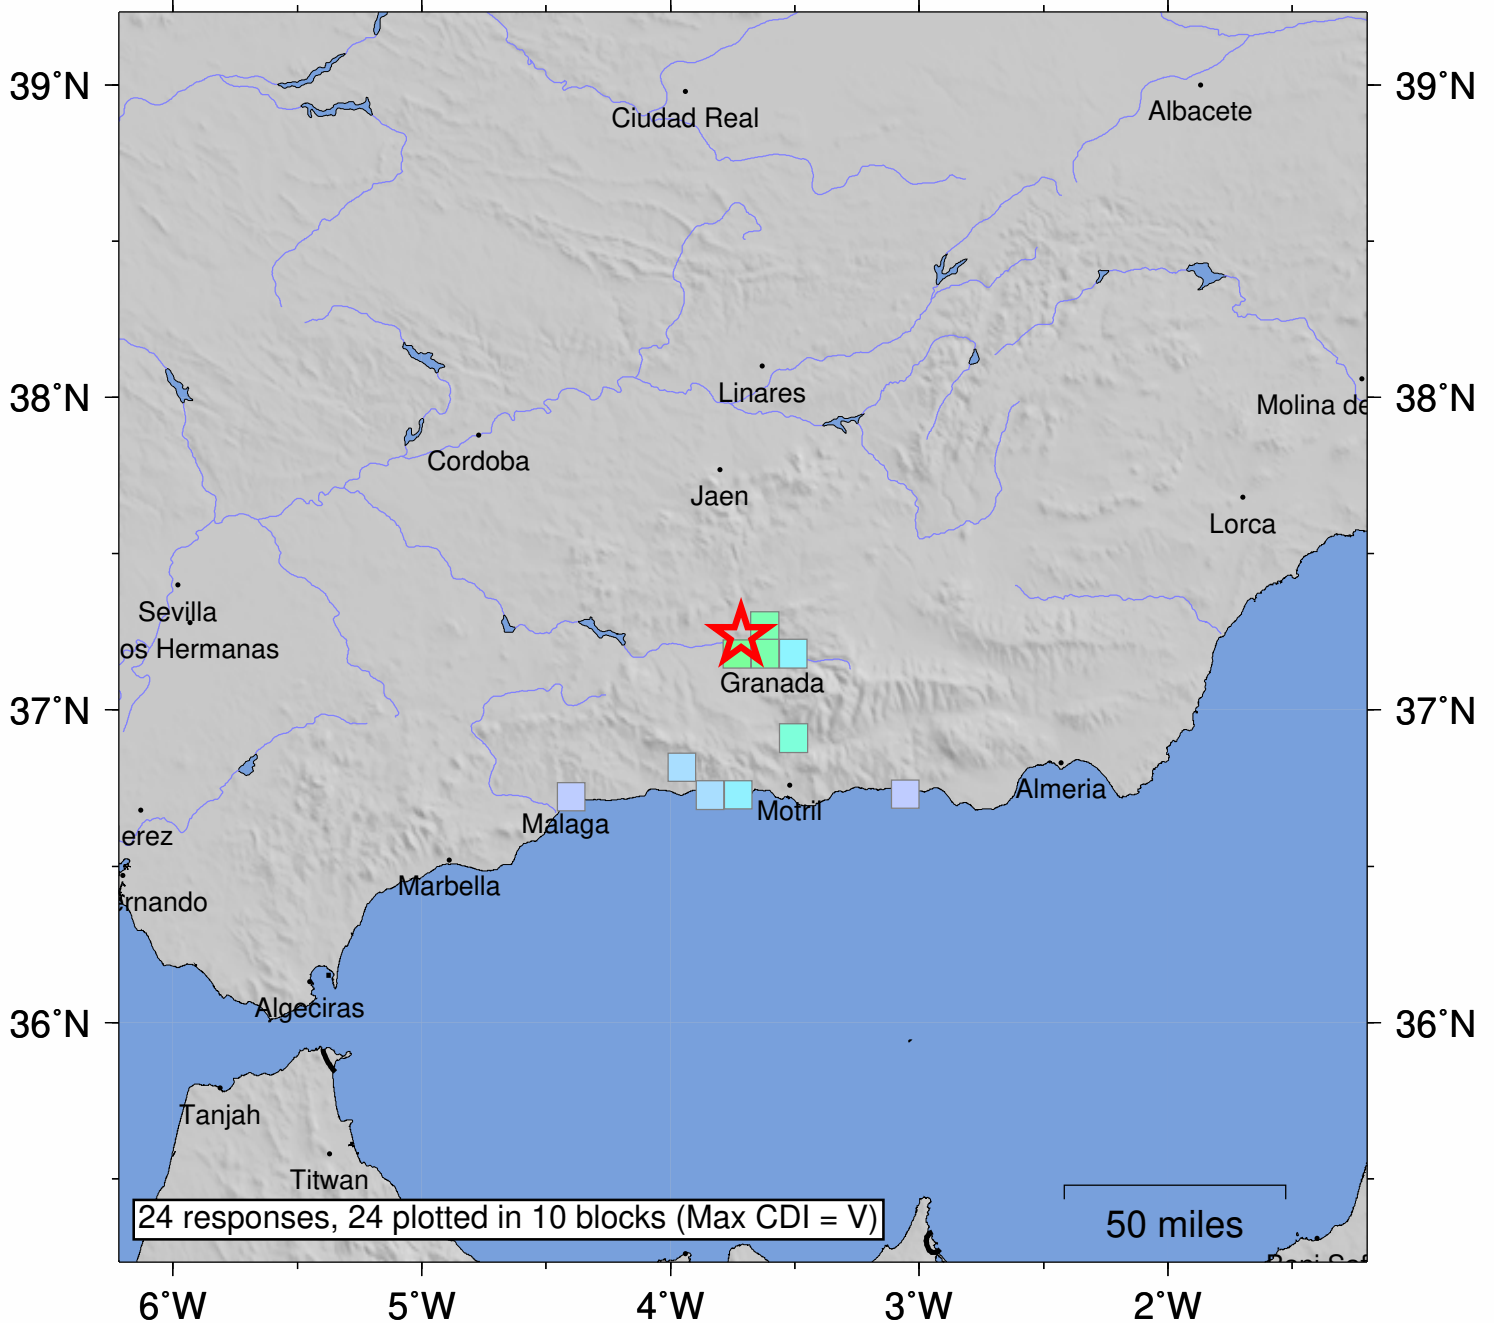 39°N
39°N
Ciudad Real
Albacete
38°N
38°N
Linares
Molina de
Cordoba
Jaen
Lorca
Sevilla
os Hermanas
Granada
37°N
37°N
Almeria
Motril
Malaga
erez
Marbella
rnando
Algeciras
36°N
36°N
Tanjah
Titwan
24 responses, 24 plotted in 10 blocks (Max CDI = V)
50 miles
6°W
5°W
4°W
3°W
2°W